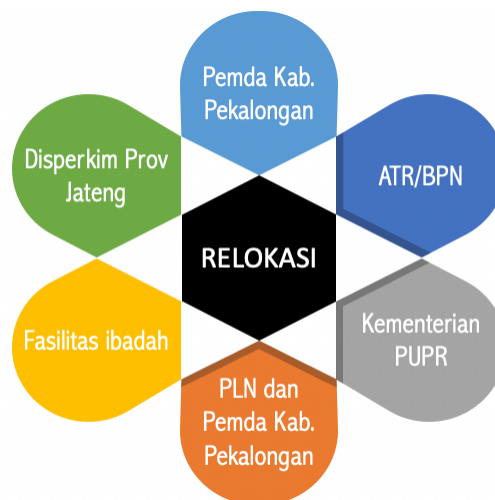 Pemda Kab.
Pekalongan
Disperkim Prov
Jateng
ATR/BPN
RELOKASI
Fasilitas ibadah
Kementerian
PUPR
PLN dan
Pemda Kab.
Pekalongan